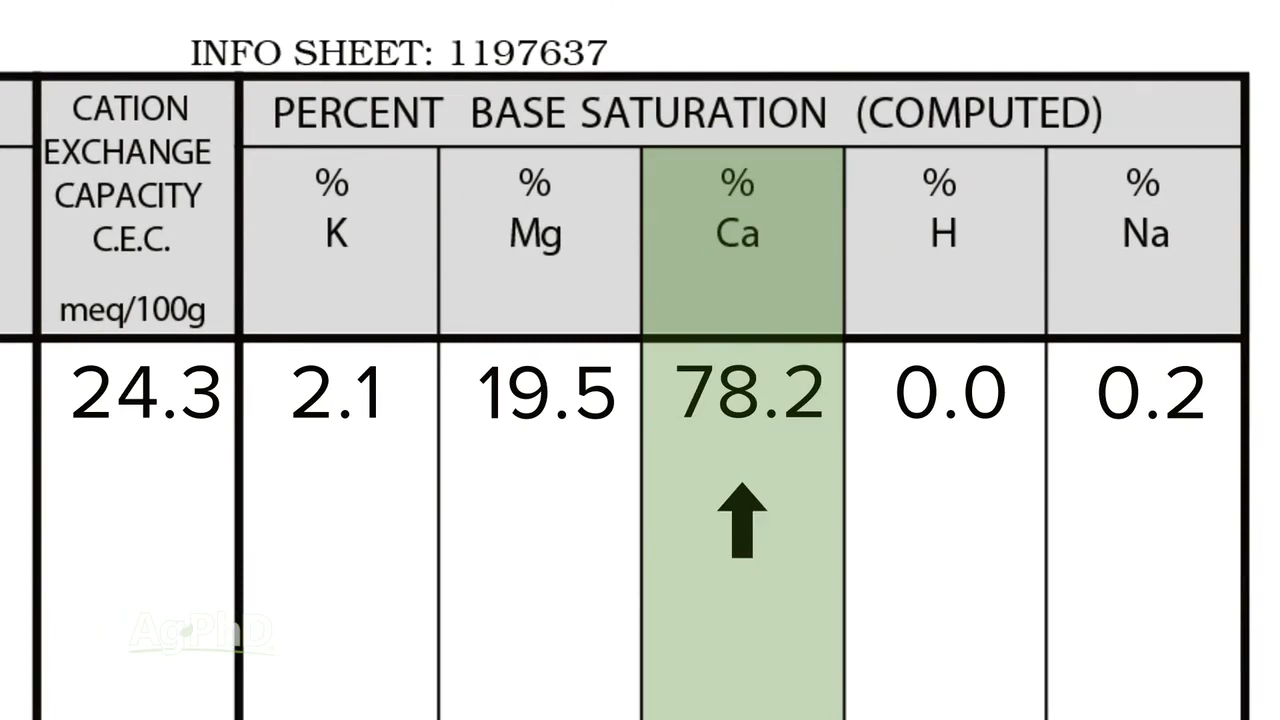 INFO SHEET: 1197637
CATION
EXCHANGE
CAPACITY
C.E.C.
meq/100g
PERCENT BASE SATURATION (COMPUTED)
% % % % %
K Mg Ca H Na
24.3 2.1 19.5 78.2 0.0 0.2
AgPhD